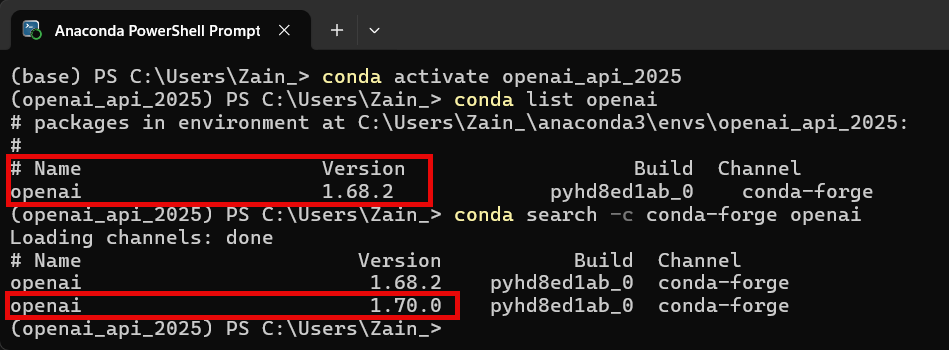 Anaconda PowerShell Prompt
(base) PS C:\Users\Zain_> conda activate openai_api_2025
(openai_api_2025) PS C:\Users\Zain_> conda list openai
# packages in environment at C:\Users\Zain_\anaconda3\envs\openai_api_2025:
#
# Name                    Version                 Build  Channel
openai                    1.68.2             pyhd8ed1ab_0    conda-forge
(openai_api_2025) PS C:\Users\Zain_> conda search -c conda-forge openai
Loading channels: done
# Name                       Version           Build  Channel
openai                        1.68.2    pyhd8ed1ab_0  conda-forge
openai                        1.70.0    pyhd8ed1ab_0  conda-forge
(openai_api_2025) PS C:\Users\Zain_>